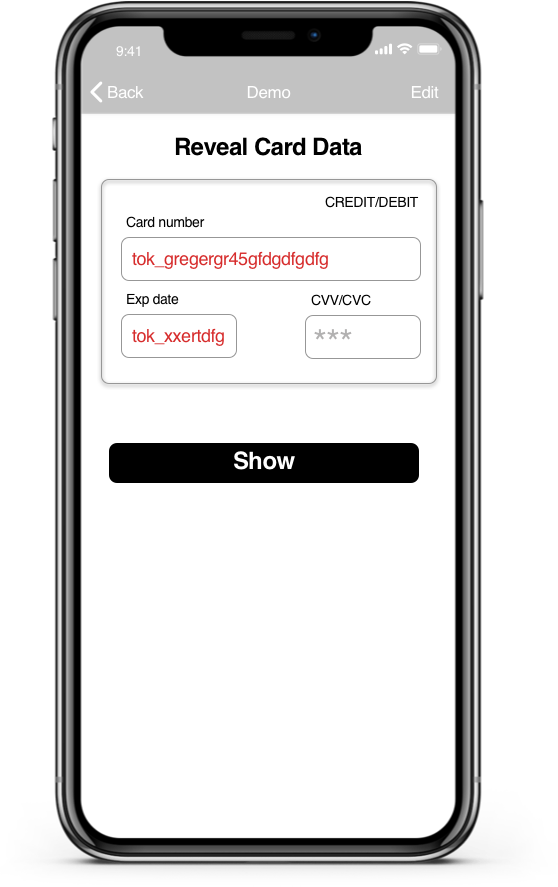 9:41
Back Demo Edit
Reveal Card Data
CREDIT/DEBIT
Card number
tok_gregergr45gfdgdfgdfg
Exp date CVV/CVC
tok_xxertdfg ***
Show